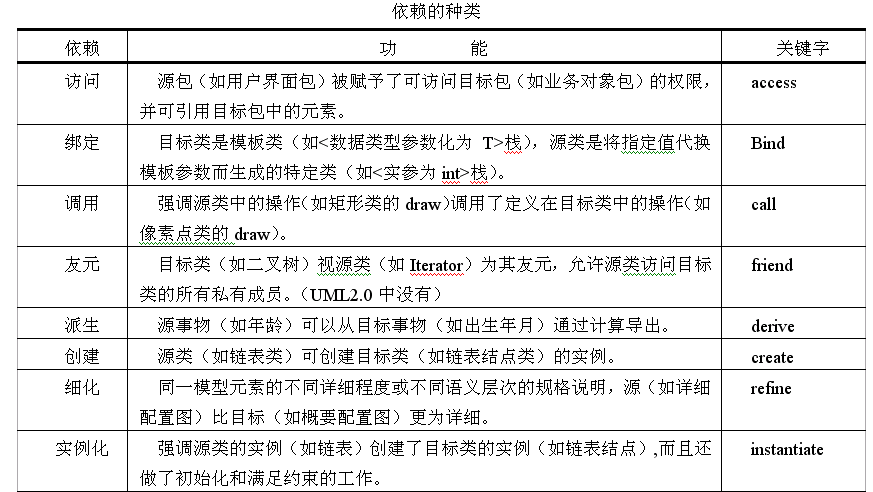 依赖的种类
依赖 功 能 关键字
访问 源包（如用户界面包）被赋予了可访问目标包（如业务对象包）的权限， access
并可引用目标包中的元素。
绑定 目标类是模板类（如<数据类型参数化为 T>栈），源类是将指定值代换 Bind
模板参数而生成的特定类（如<实参为 int>栈）。
调用 强调源类中的操作（如矩形类的 draw）调用了定义在目标类中的操作（如 call
像素点类的 draw）。
友元 目标类（如二叉树）视源类（如 Iterator）为其友元，允许源类访问目标 friend
类的所有私有成员。（UML2.0 中没有）
派生 源事物（如年龄）可以从目标事物（如出生年月）通过计算导出。 derive
创建 源类（如链表类）可创建目标类（如链表结点类）的实例。 create
细化 同一模型元素的不同详细程度或不同语义层次的规格说明，源（如详细 refine
配置图）比目标（如概要配置图）更为详细。
实例化 强调源类的实例（如链表）创建了目标类的实例（如链表结点）,而且还 instantiate
做了初始化和满足约束的工作。